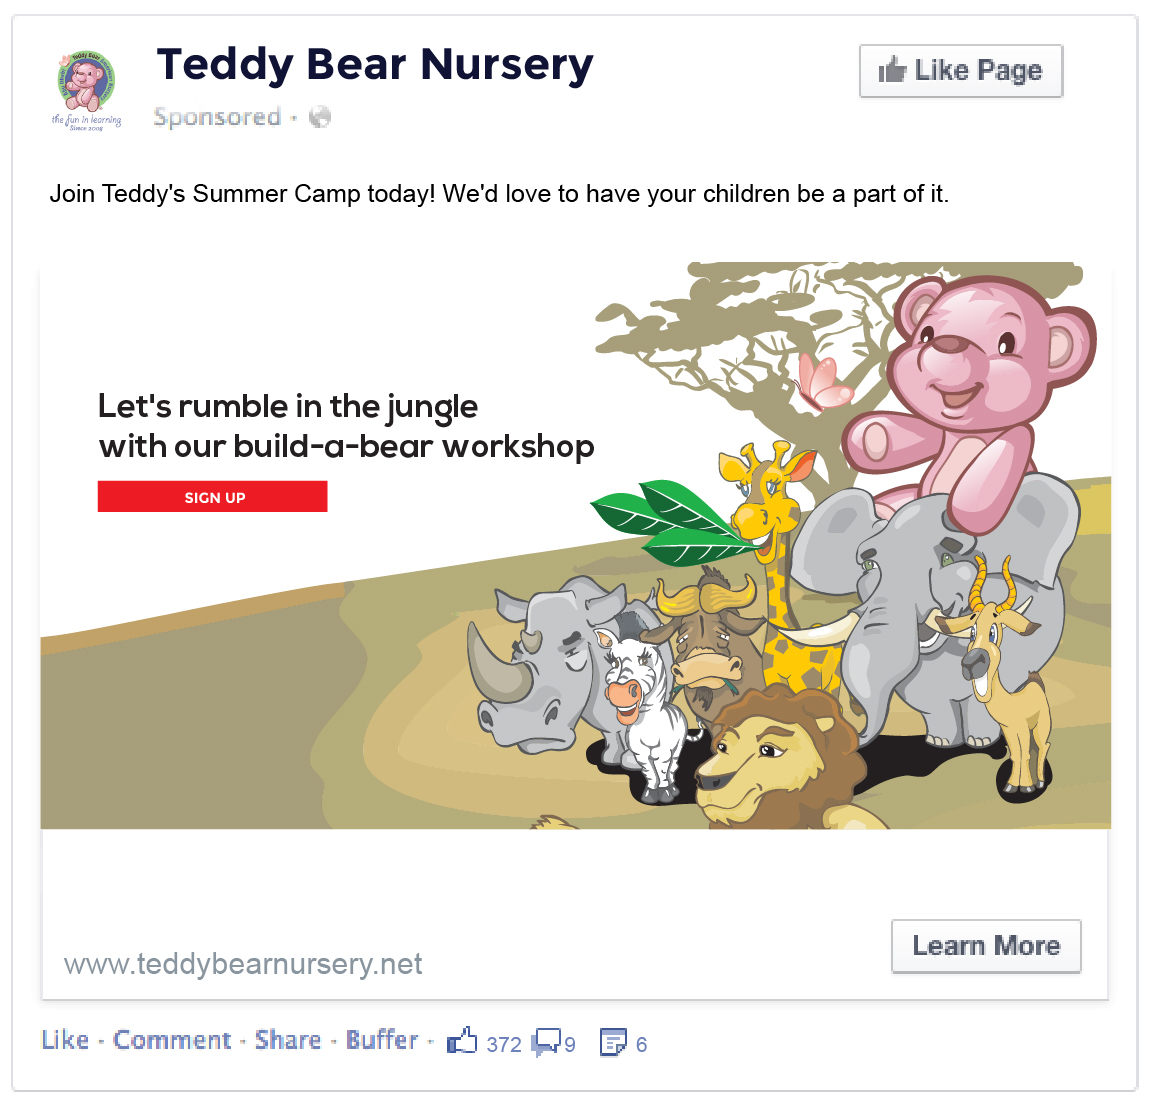 Teddy Bear Nursery
Like Page
Sponsored ·
Teddy Bear
the fun in learning
Since 2008
Join Teddy's Summer Camp today! We'd love to have your children be a part of it.
Let's rumble in the jungle
with our build-a-bear workshop
SIGN UP
www.teddybearnursery.net
Learn More
Like · Comment · Share · Buffer · 372 9 6